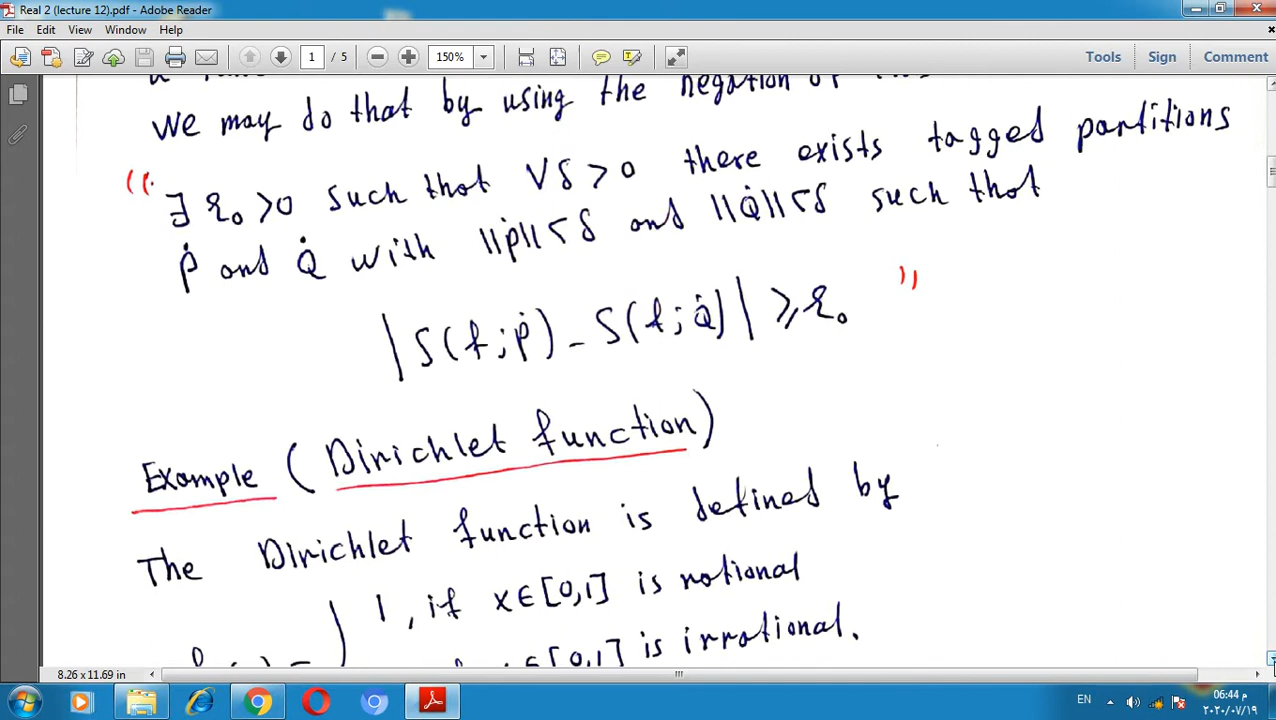 Real 2 (lecture 12).pdf - Adobe Reader
File Edit View Window Help
1 / 5 150% Tools Sign Comment
we may do that by using the negation of
"∃ ε₀ >0 such that ∀δ>0 there exists tagged partitions
Ṗ and Q̇ with ||Ṗ||<δ and ||Q̇||<δ such that
|S(f;Ṗ) - S(f;Q̇)| ⩾ ε₀ "
Example (Dirichlet function)
The Dirichlet function is defined by
1, if x∈[0,1] is rational
∈[0,1] is irrational.
8.26 x 11.69 in
EN
06:44 م
٢٠٢٠/٠٧/١٩